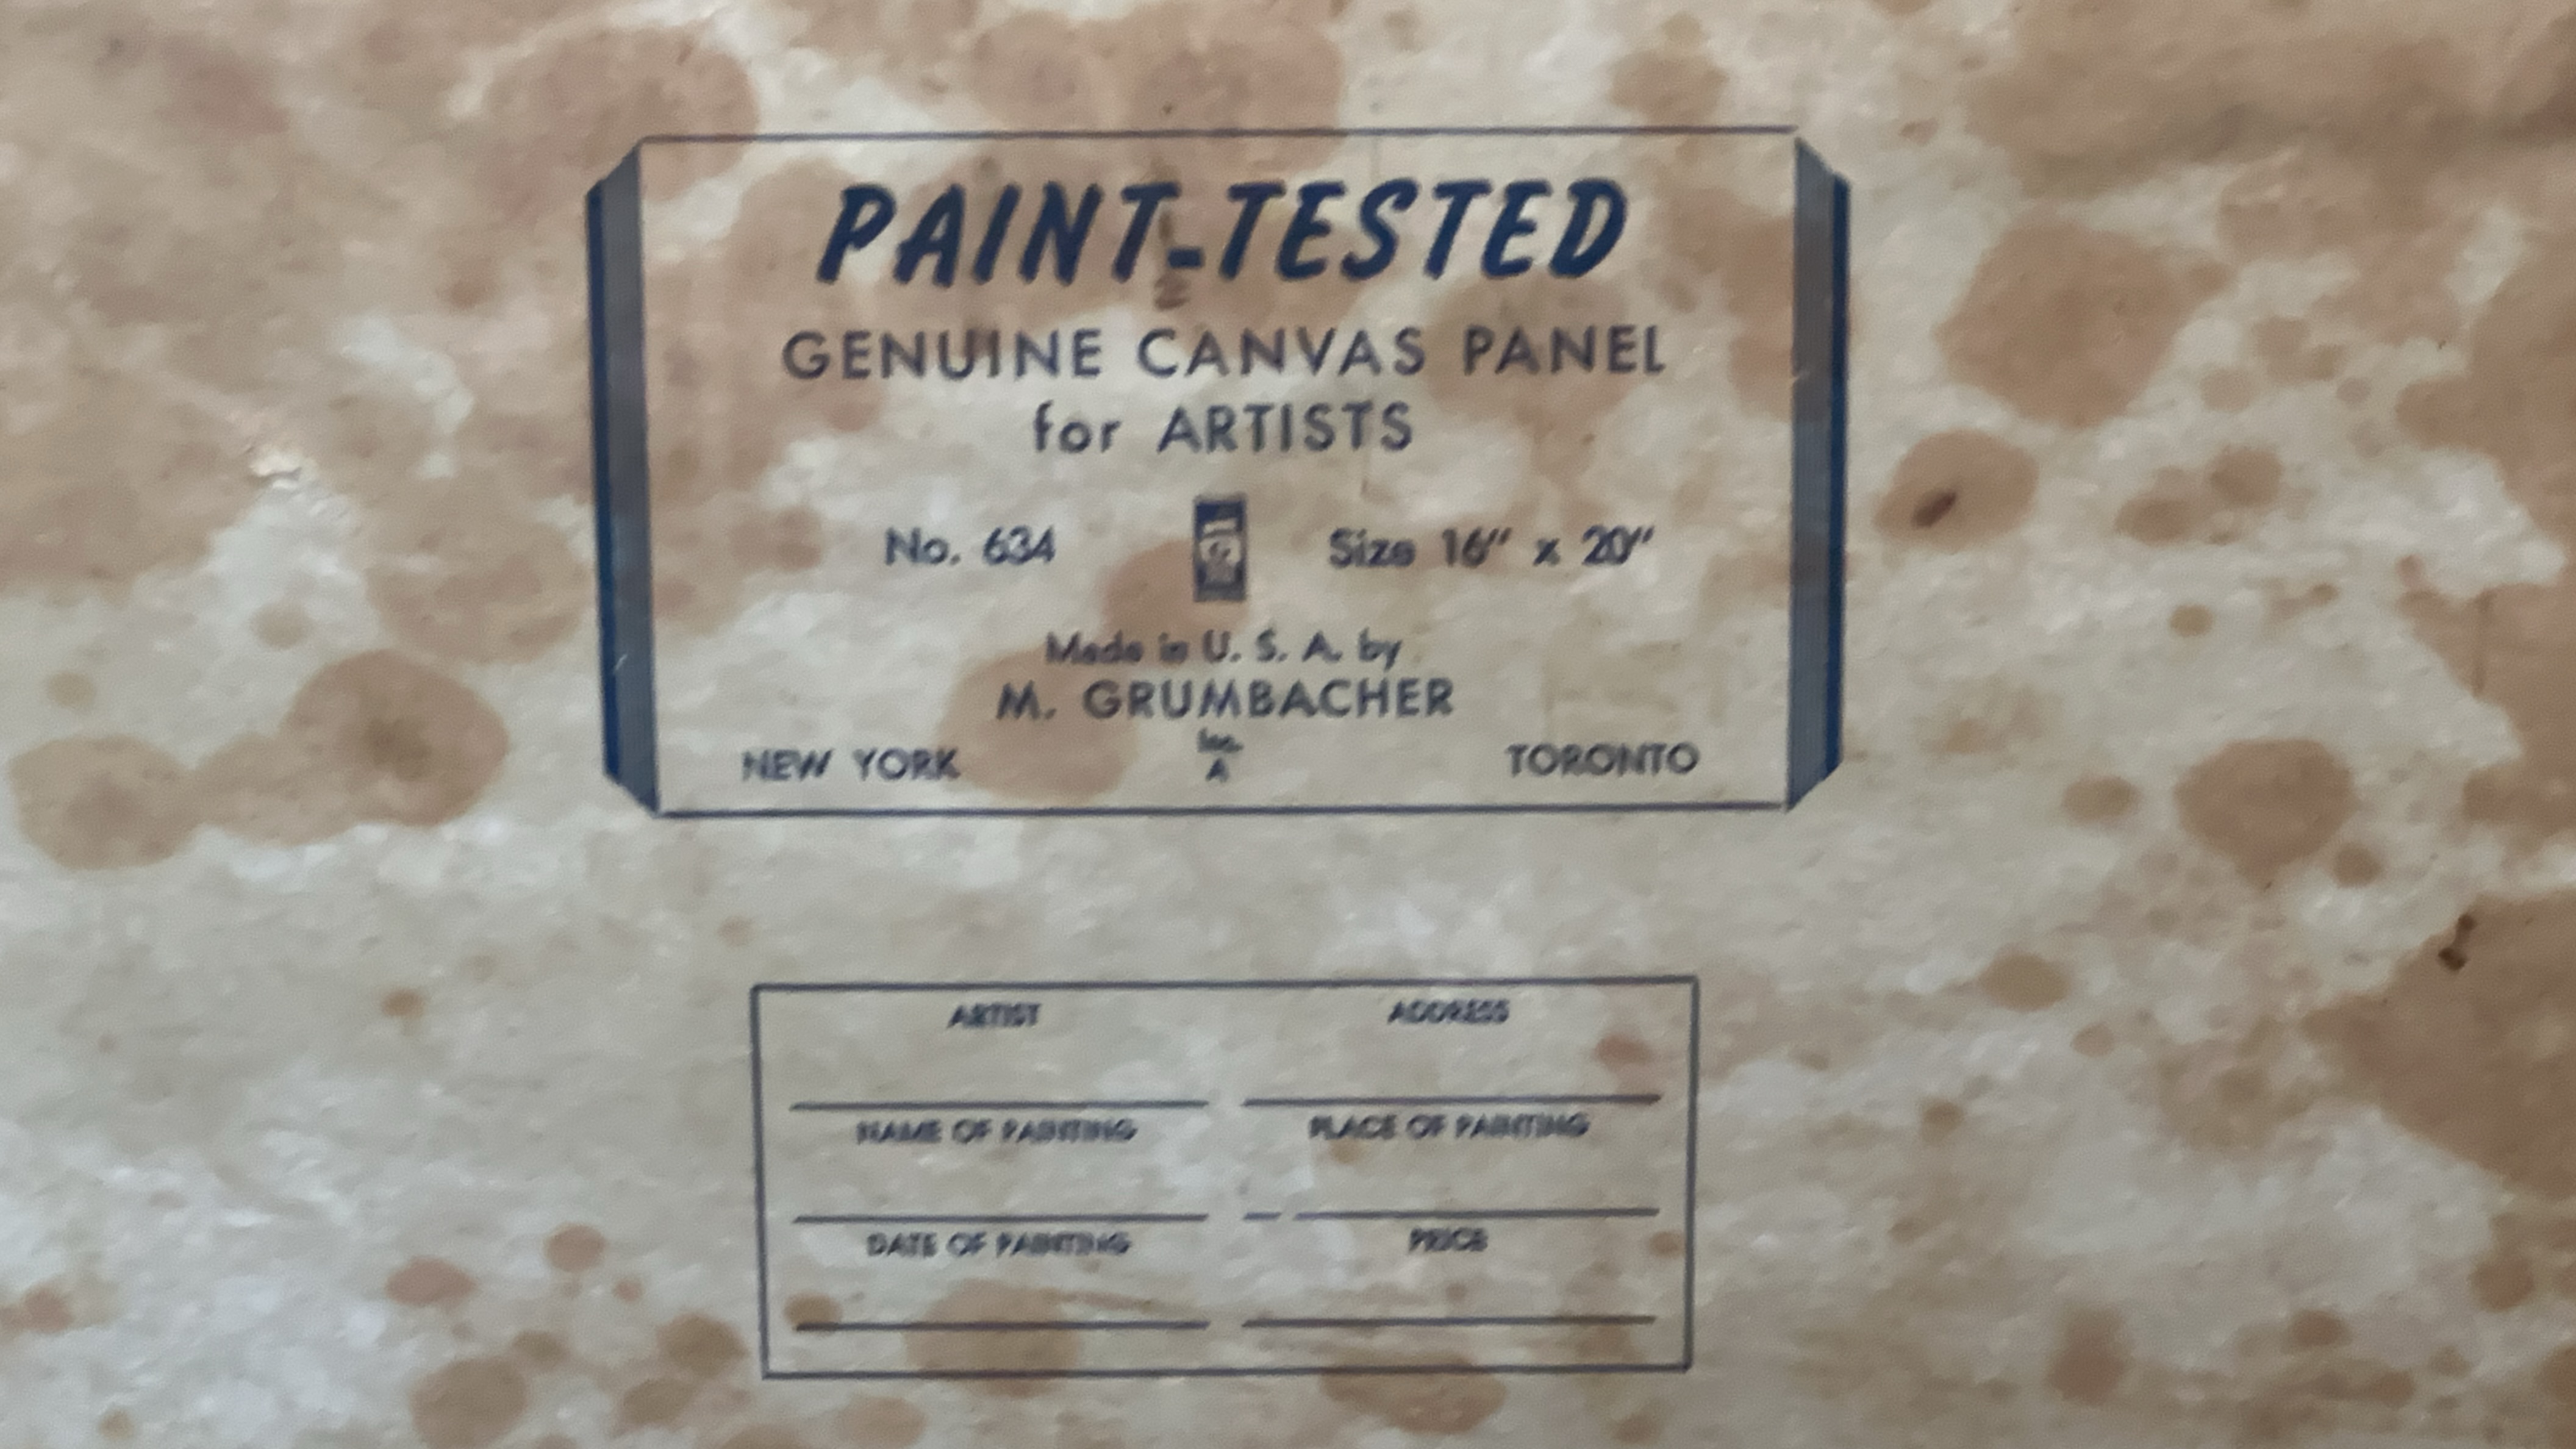 PAINT-TESTED
GENUINE CANVAS PANEL
for ARTISTS
No. 634 Size 16" x 20"
Made in U. S. A. by
M. GRUMBACHER
Inc.
NEW YORK A TORONTO
ARTIST ADDRESS
NAME OF PAINTING PLACE OF PAINTING
DATE OF PAINTING PRICE